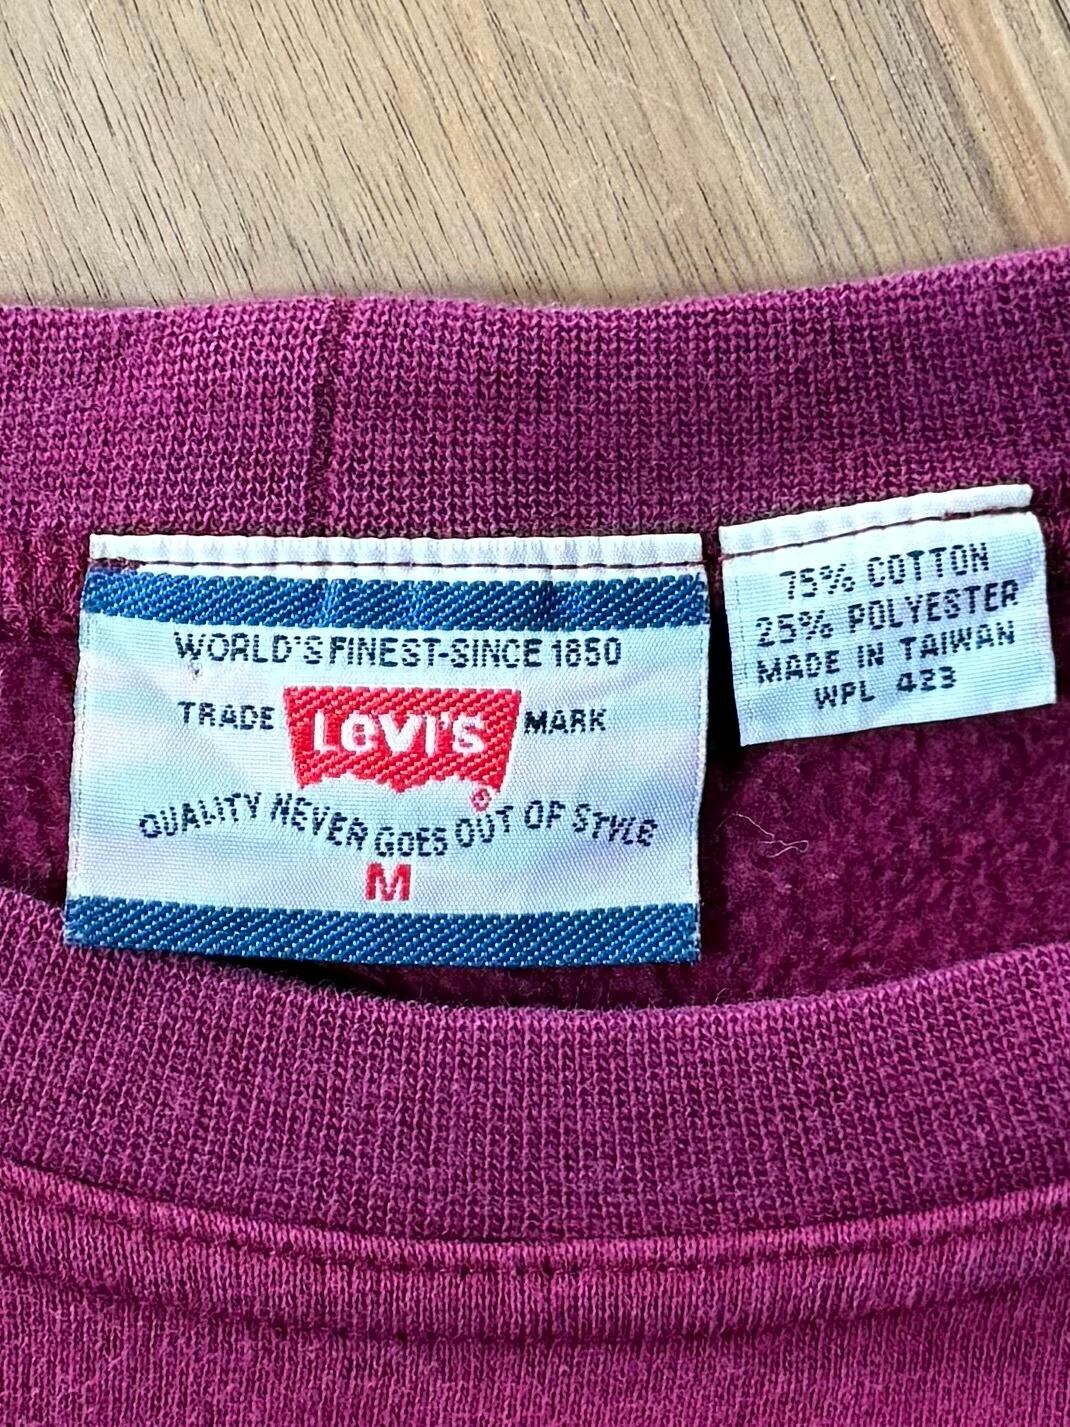 WORLD'S FINEST-SINCE 1850
TRADE LEVI'S MARK
®
QUALITY NEVER GOES OUT OF STYLE
M
75% COTTON
25% POLYESTER
MADE IN TAIWAN
WPL 423